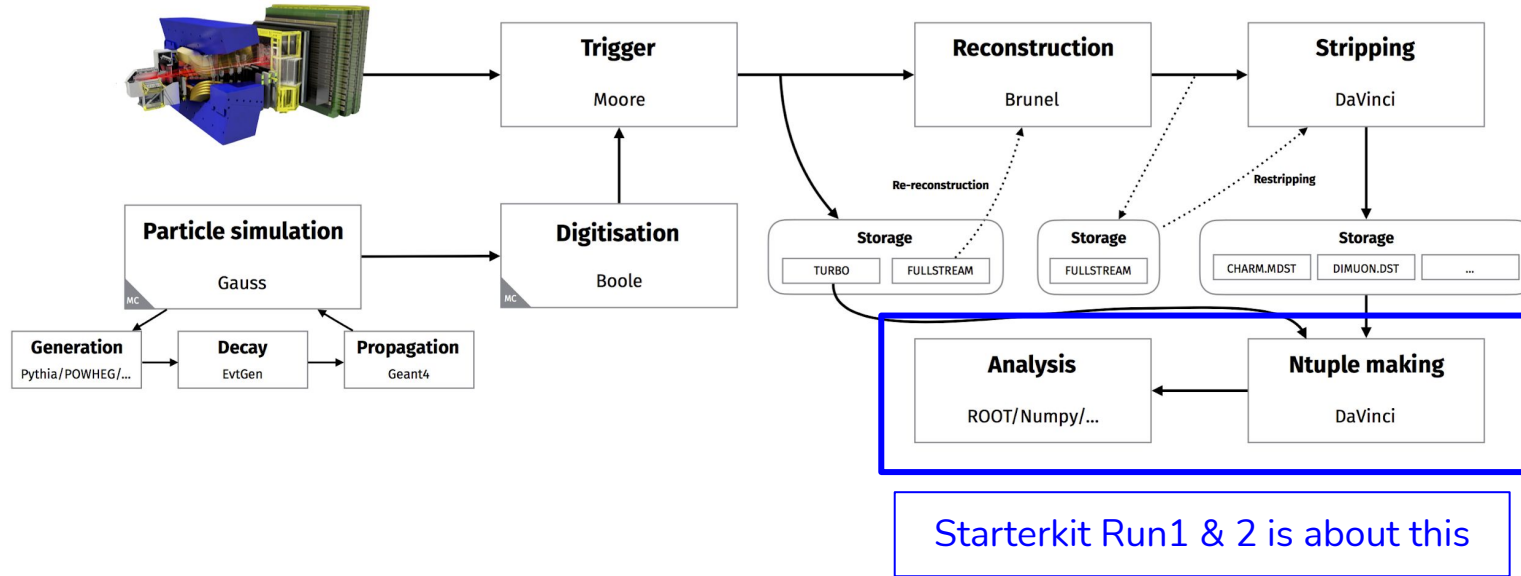 Trigger
Moore
Reconstruction
Brunel
Stripping
DaVinci
Re-reconstruction
Restripping
Particle simulation
Gauss
MC
Digitisation
Boole
MC
Storage
TURBO
FULLSTREAM
Storage
FULLSTREAM
Storage
CHARM.MDST
DIMUON.DST
...
Generation
Pythia/POWHEG/...
Decay
EvtGen
Propagation
Geant4
Analysis
ROOT/Numpy/...
Ntuple making
DaVinci
Starterkit Run1 & 2 is about this